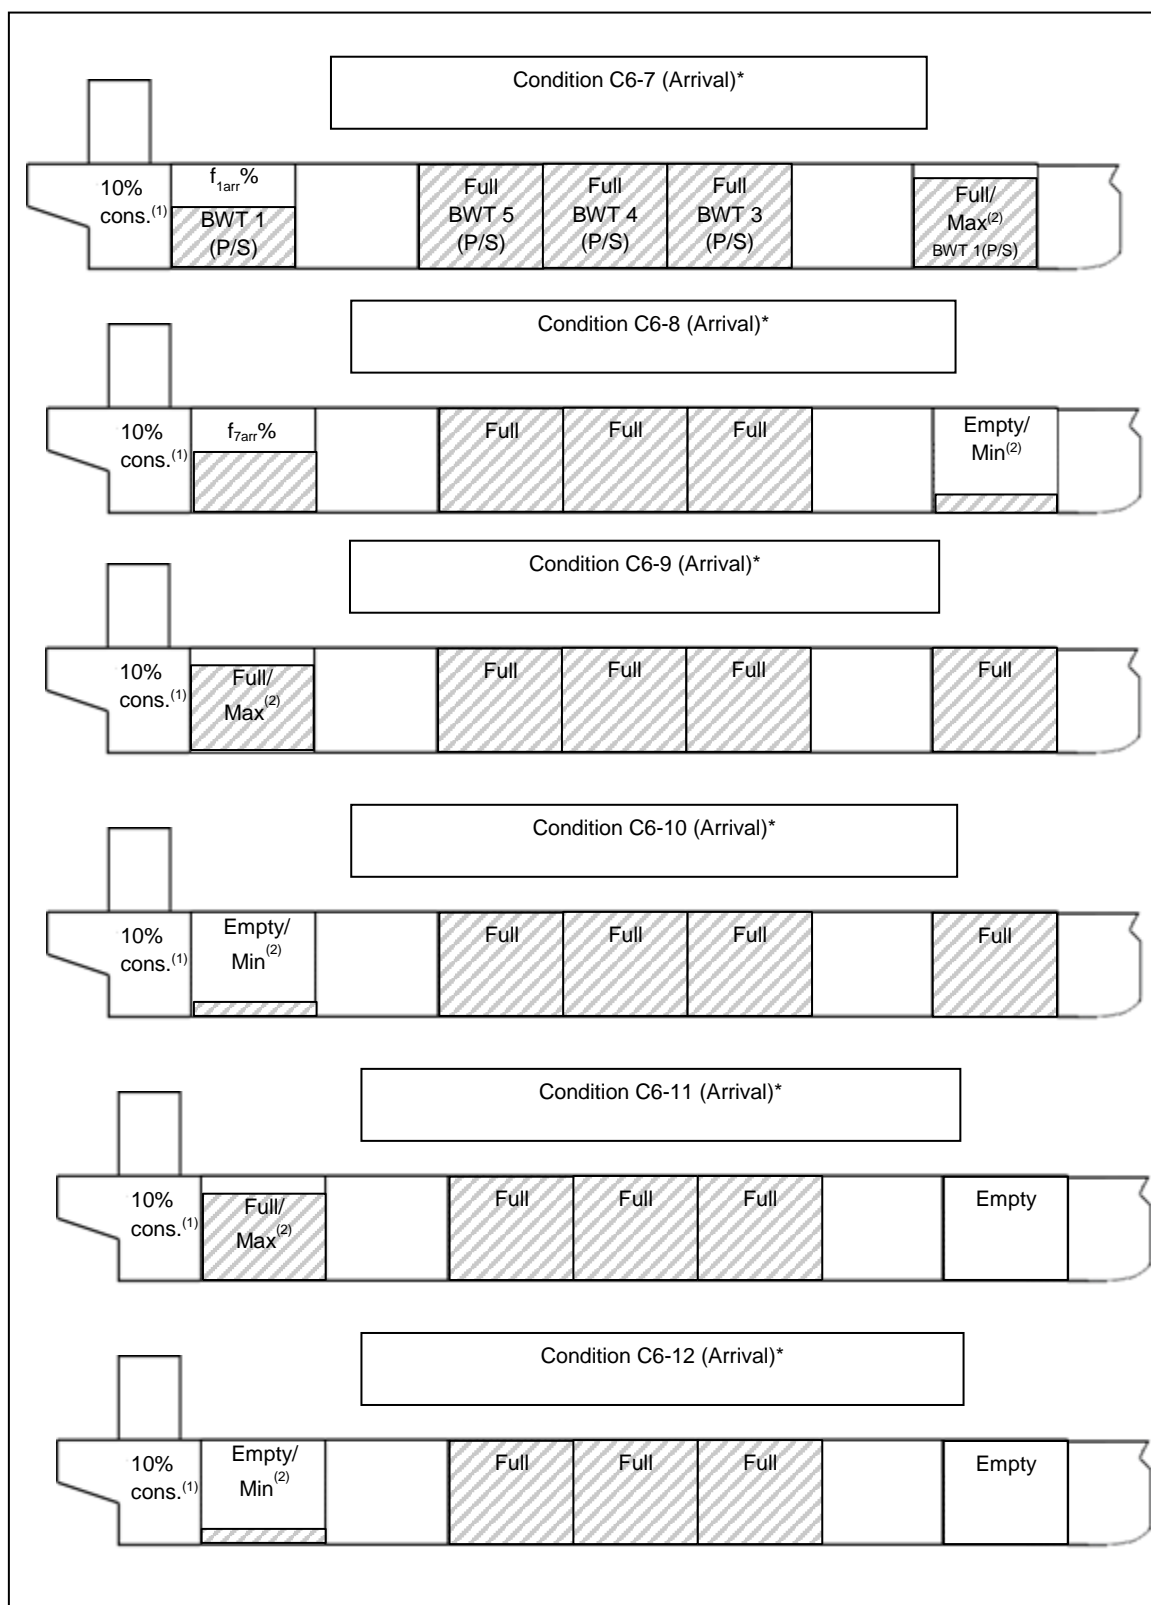 Condition C6-7 (Arrival)*
10%
cons.(1)
f1arr%
BWT 1
(P/S)
Full
BWT 5
(P/S)
Full
BWT 4
(P/S)
Full
BWT 3
(P/S)
Full/
Max(2)
BWT 1(P/S)
Condition C6-8 (Arrival)*
10%
cons.(1)
f7arr%
Full
Full
Full
Empty/
Min(2)
Condition C6-9 (Arrival)*
10%
cons.(1)
Full/
Max(2)
Full
Full
Full
Full
Condition C6-10 (Arrival)*
10%
cons.(1)
Empty/
Min(2)
Full
Full
Full
Full
Condition C6-11 (Arrival)*
10%
cons.(1)
Full/
Max(2)
Full
Full
Full
Empty
Condition C6-12 (Arrival)*
10%
cons.(1)
Empty/
Min(2)
Full
Full
Full
Empty